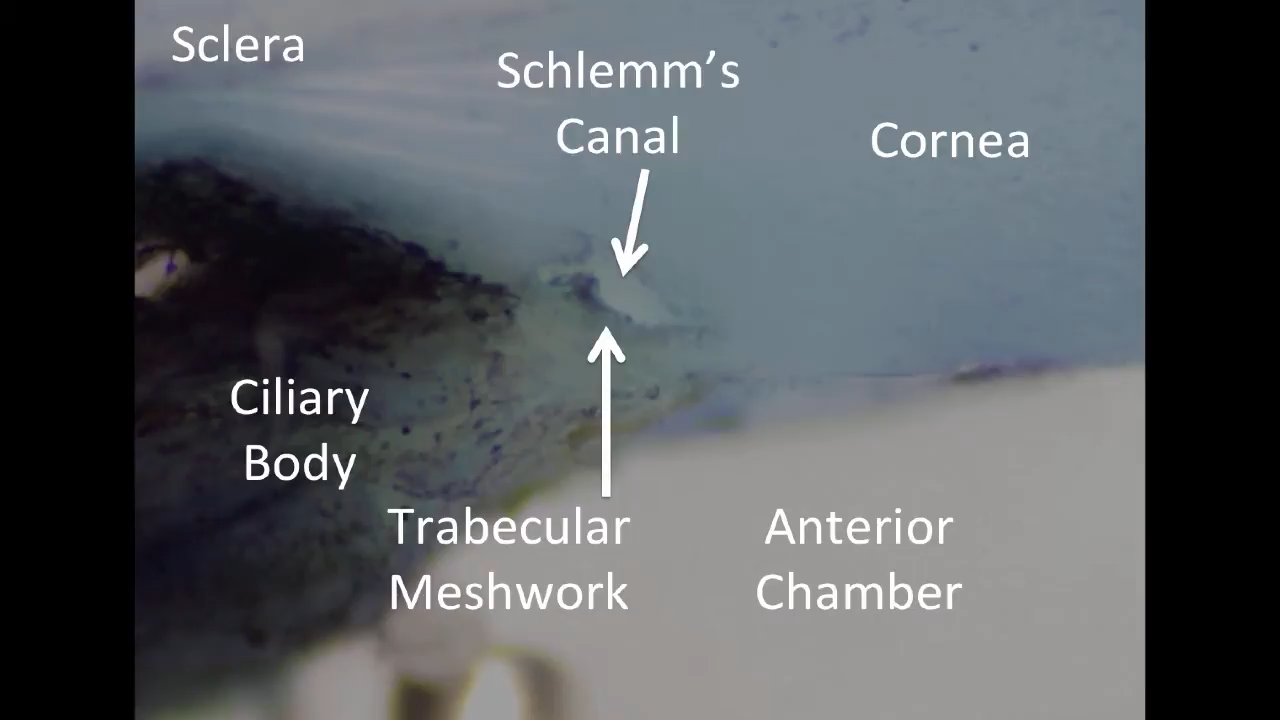 Sclera
Schlemm’s
Canal
Cornea
Ciliary
Body
Trabecular
Meshwork
Anterior
Chamber